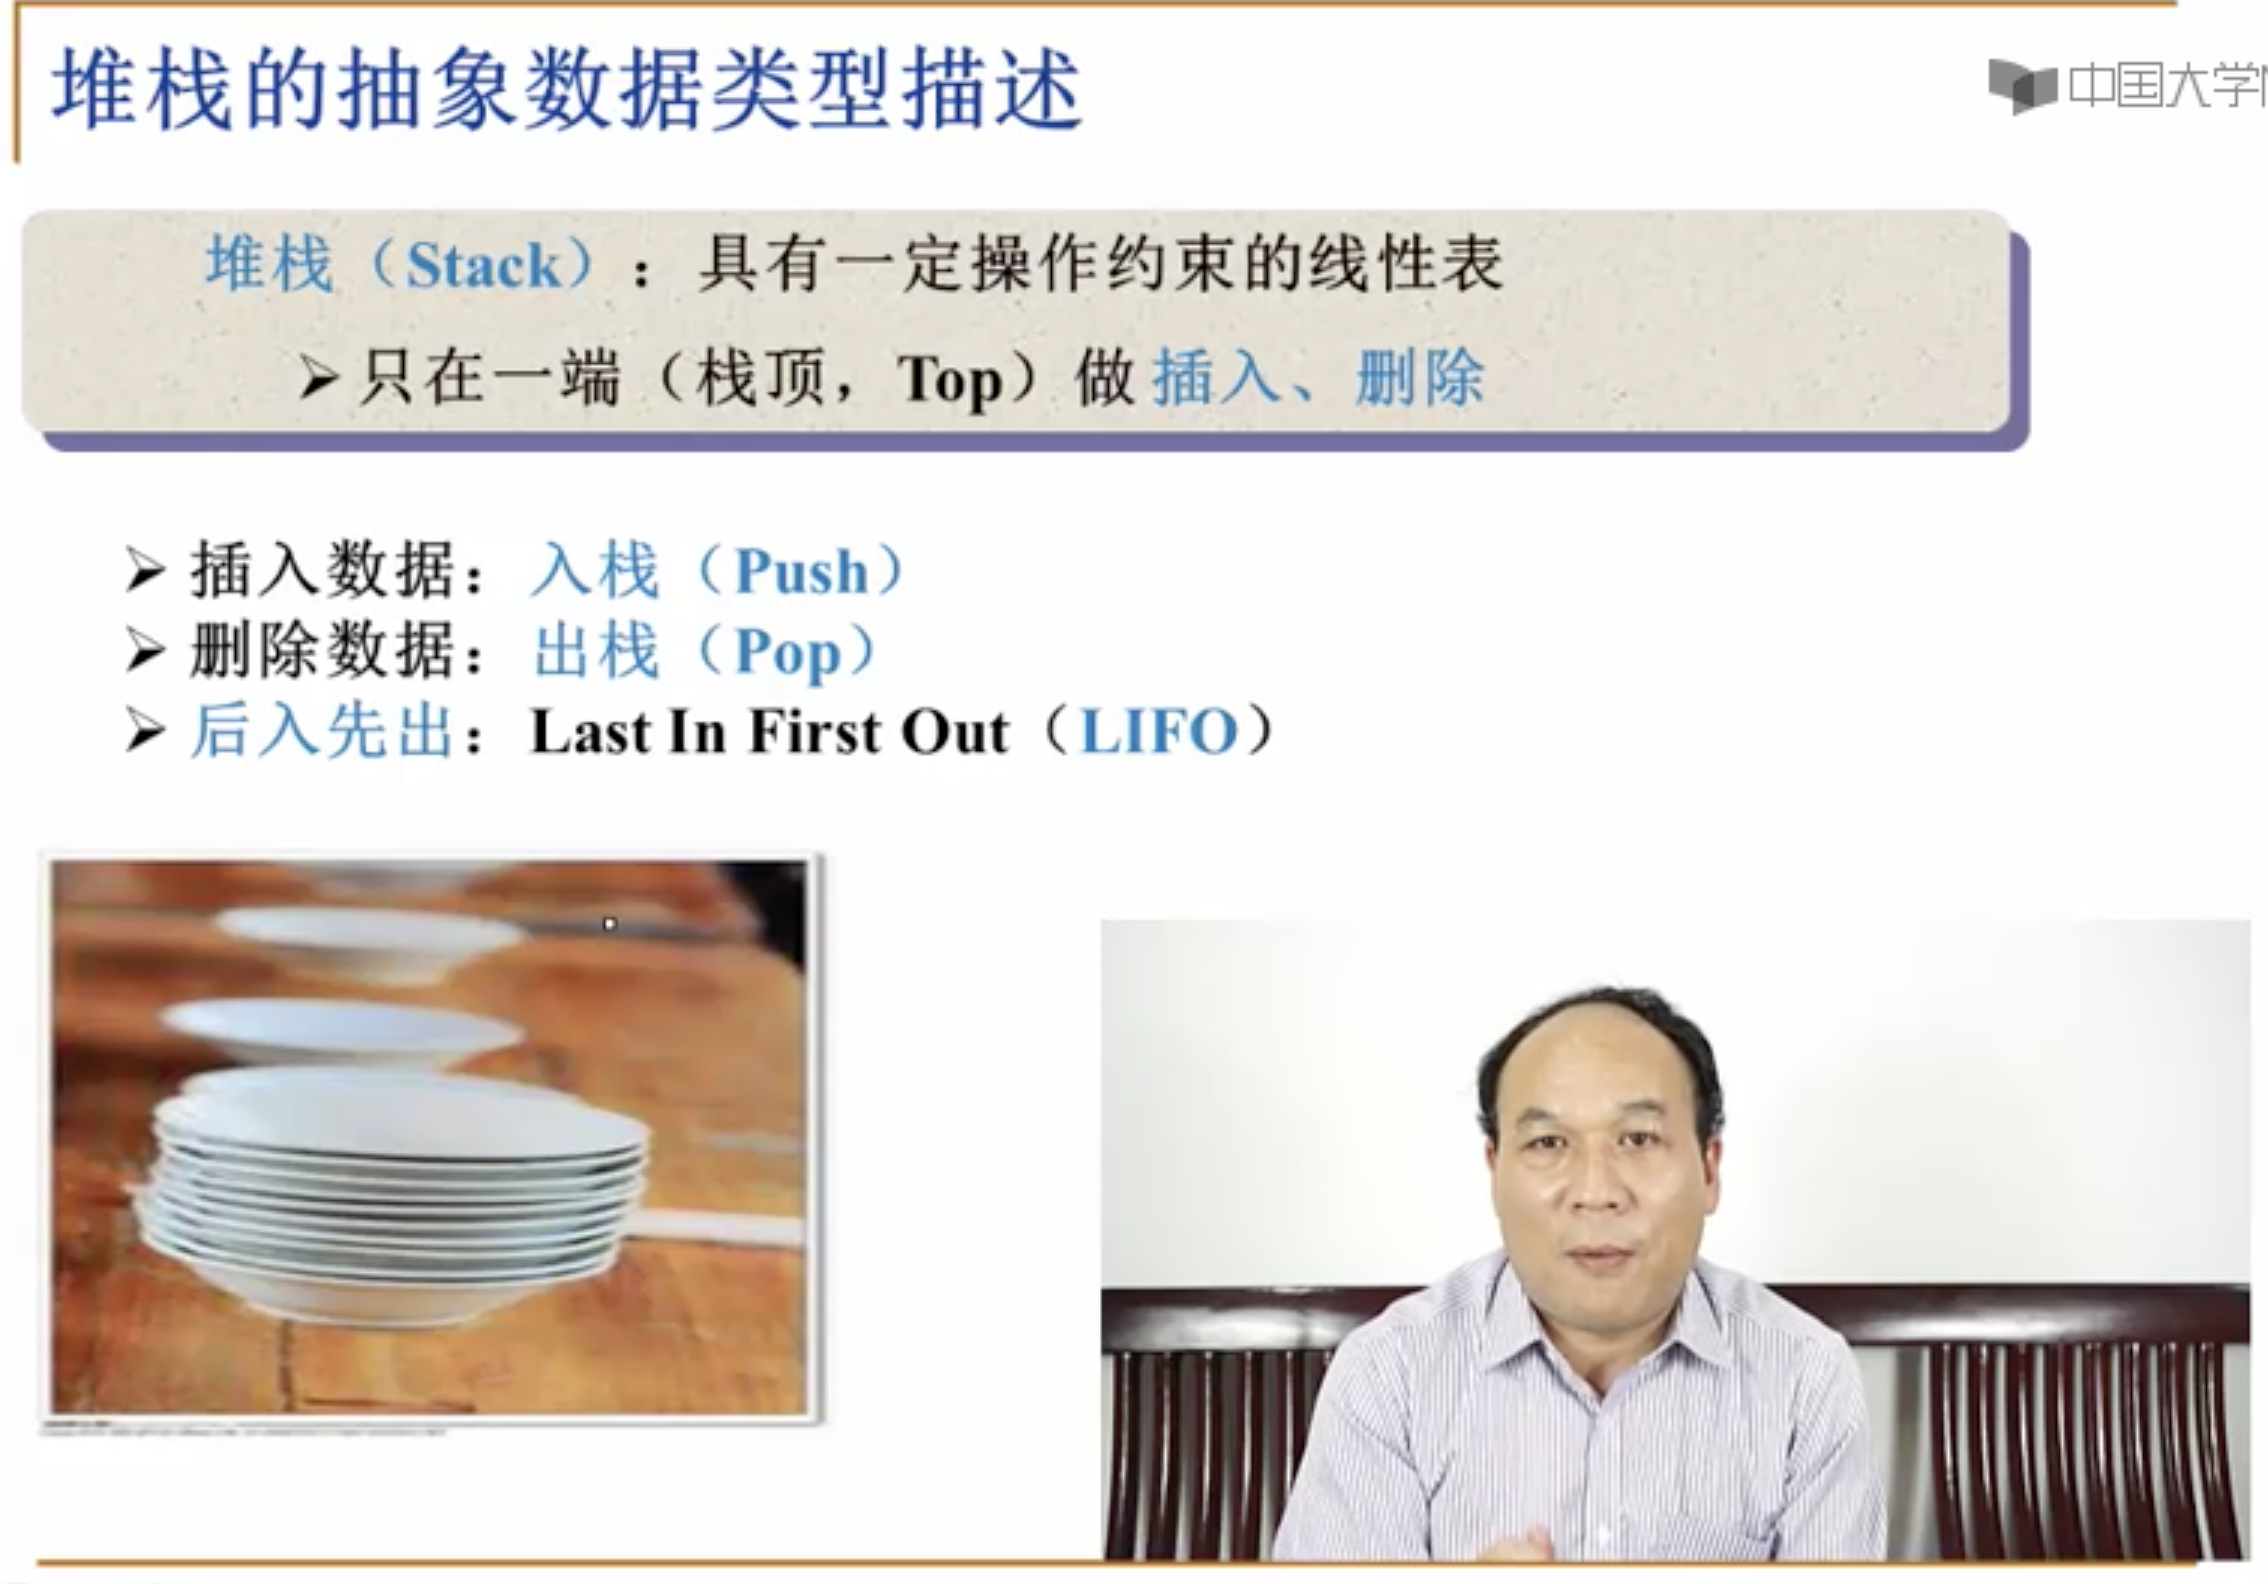 堆栈的抽象数据类型描述
中国大学
堆栈（Stack）：具有一定操作约束的线性表
➢只在一端（栈顶，Top）做 插入、删除
➢ 插入数据：入栈（Push）
➢ 删除数据：出栈（Pop）
➢ 后入先出：Last In First Out（LIFO）